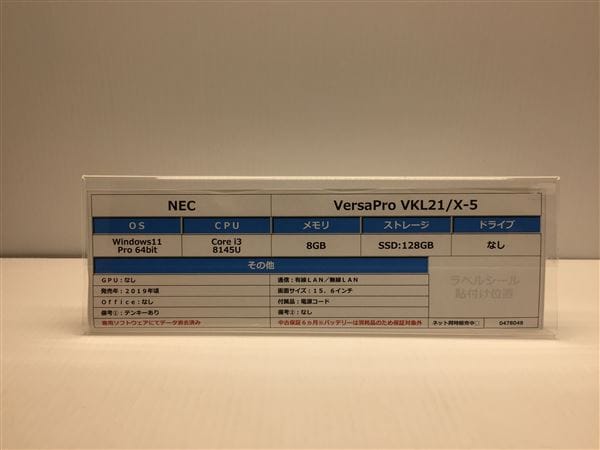 NEC VersaPro VKL21/X-5
OS CPU メモリ ストレージ ドライブ
Windows11 Pro 64bit Core i3 8145U 8GB SSD:128GB なし
その他
GPU:なし 通信:有線LAN/無線LAN
発売年:2019年頃 画面サイズ:15.6インチ
Office:なし 付属品:電源コード
備考①:テンキーあり 備考②:なし
専用ソフトウェアにてデータ消去済み 中古保証6ヵ月※バッテリーは消耗品のため保証対象外 ネット同時販売中□ 0478048
ラベルシール
貼付け位置